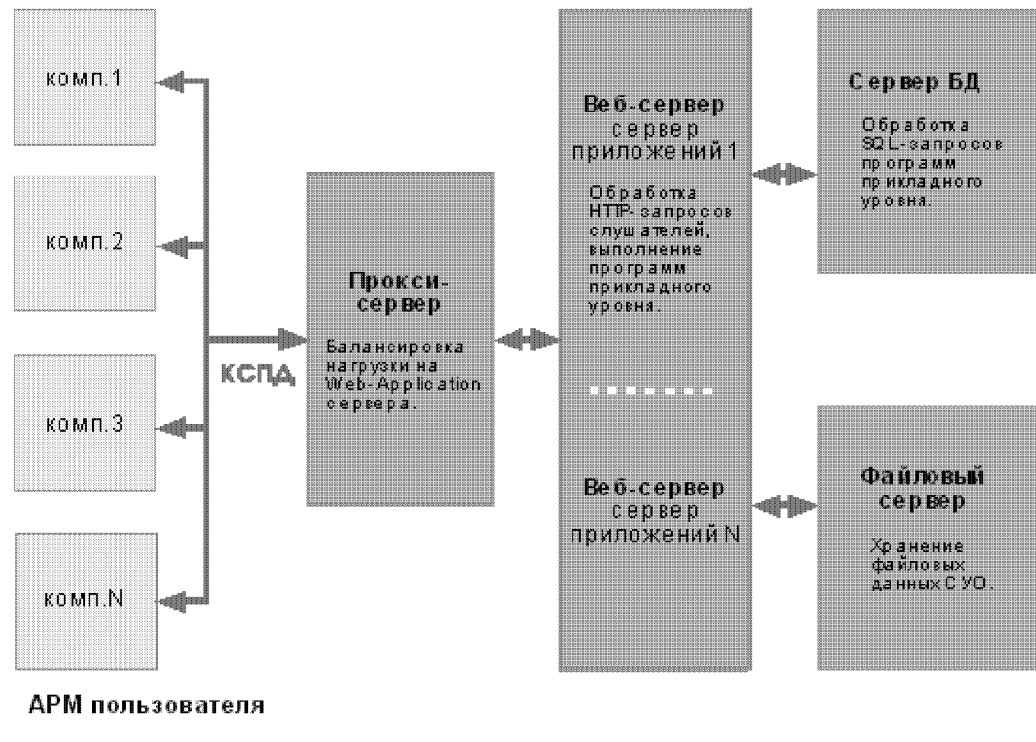 комп.1
комп.2
комп.3
комп.N
АРМ пользователя
КСПД
Прокси-
сервер
Балансировка
нагрузки на
Web-Application
сервера.
Веб-сервер
сервер
приложений 1
Обработка
HTTP-запросов
слушателей,
выполнение
программ
прикладного
уровня.
Веб-сервер
сервер
приложений N
Сервер БД
Обработка
SQL-запросов
программ
прикладного
уровня.
Файловый
сервер
Хранение
файловых
данных СУО.